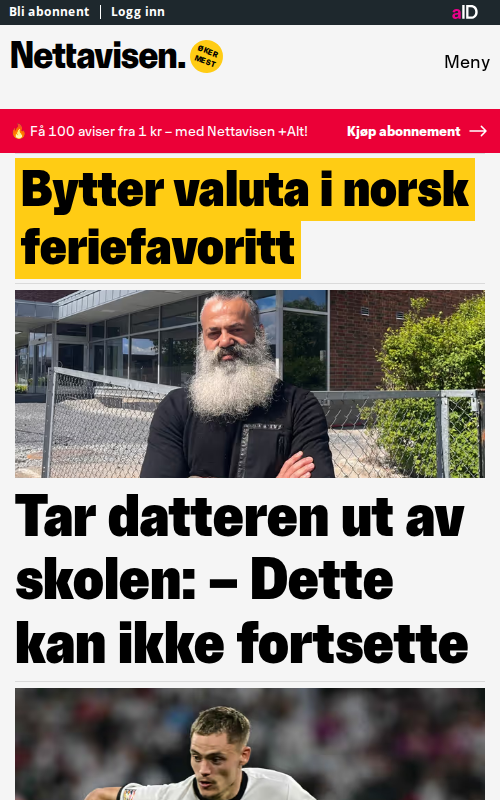 Bli abonnent | Logg inn
aID
Nettavisen.
ØKER
MEST
Meny
Få 100 aviser fra 1 kr – med Nettavisen +Alt!
Kjøp abonnement
Bytter valuta i norsk
feriefavoritt
Tar datteren ut av
skolen: – Dette
kan ikke fortsette